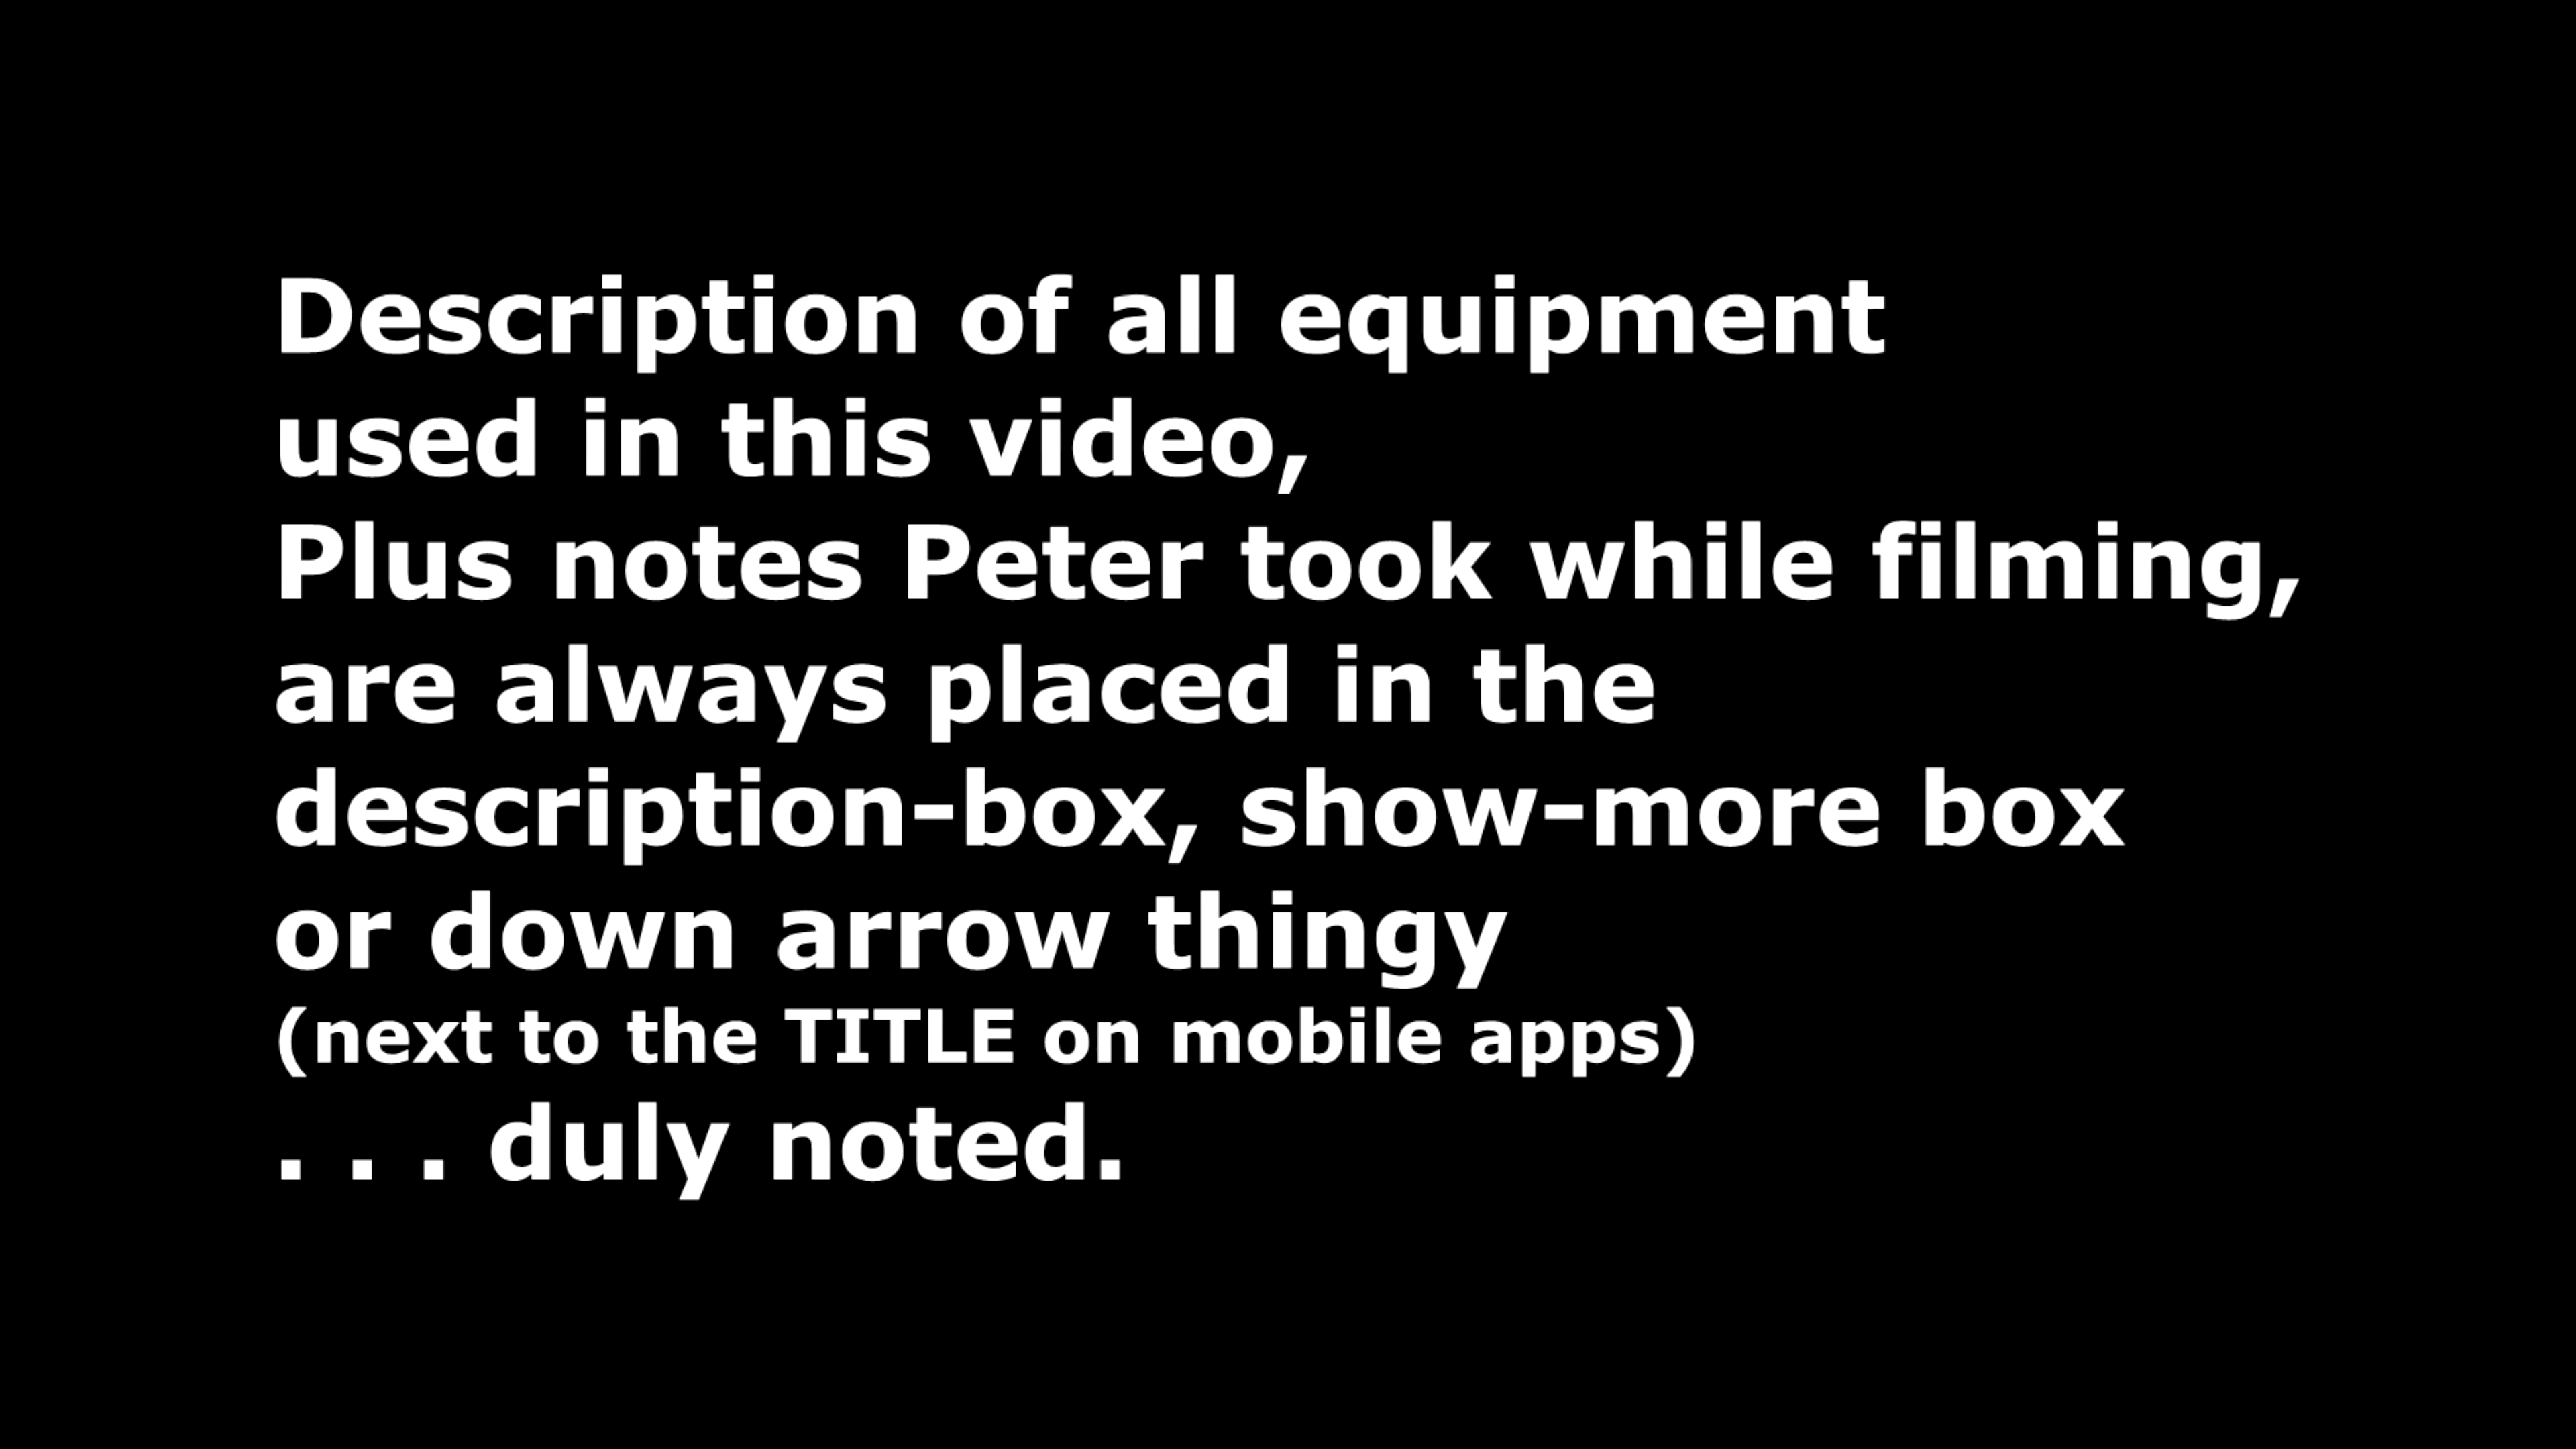 Description of all equipment
used in this video,
Plus notes Peter took while filming,
are always placed in the
description-box, show-more box
or down arrow thingy
(next to the TITLE on mobile apps)
. . . duly noted.